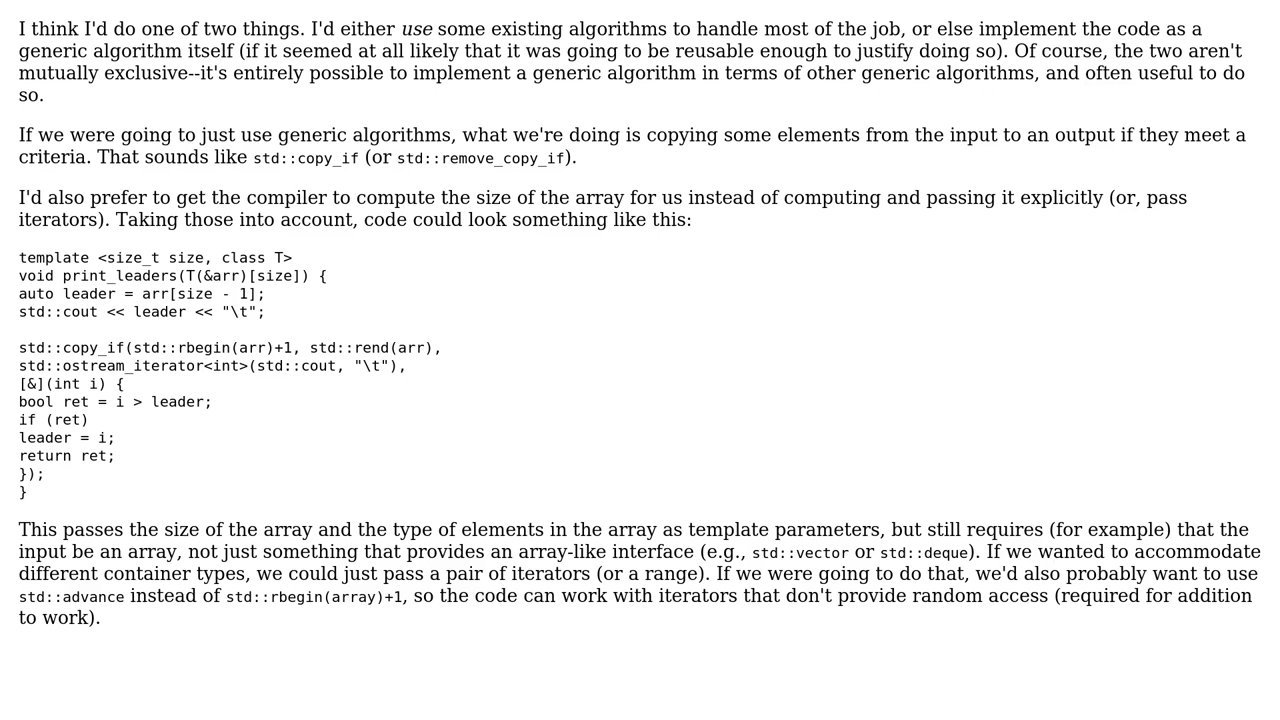 I think I'd do one of two things. I'd either use some existing algorithms to handle most of the job, or else implement the code as a
generic algorithm itself (if it seemed at all likely that it was going to be reusable enough to justify doing so). Of course, the two aren't
mutually exclusive--it's entirely possible to implement a generic algorithm in terms of other generic algorithms, and often useful to do
so.
If we were going to just use generic algorithms, what we're doing is copying some elements from the input to an output if they meet a
criteria. That sounds like std::copy_if (or std::remove_copy_if).
I'd also prefer to get the compiler to compute the size of the array for us instead of computing and passing it explicitly (or, pass
iterators). Taking those into account, code could look something like this:
template <size_t size, class T>
void print_leaders(T(&arr)[size]) {
auto leader = arr[size - 1];
std::cout << leader << "\t";
std::copy_if(std::rbegin(arr)+1, std::rend(arr),
std::ostream_iterator<int>(std::cout, "\t"),
[&](int i) {
bool ret = i > leader;
if (ret)
leader = i;
return ret;
});
}
This passes the size of the array and the type of elements in the array as template parameters, but still requires (for example) that the
input be an array, not just something that provides an array-like interface (e.g., std::vector or std::deque). If we wanted to accommodate
different container types, we could just pass a pair of iterators (or a range). If we were going to do that, we'd also probably want to use
std::advance instead of std::rbegin(array)+1, so the code can work with iterators that don't provide random access (required for addition
to work).